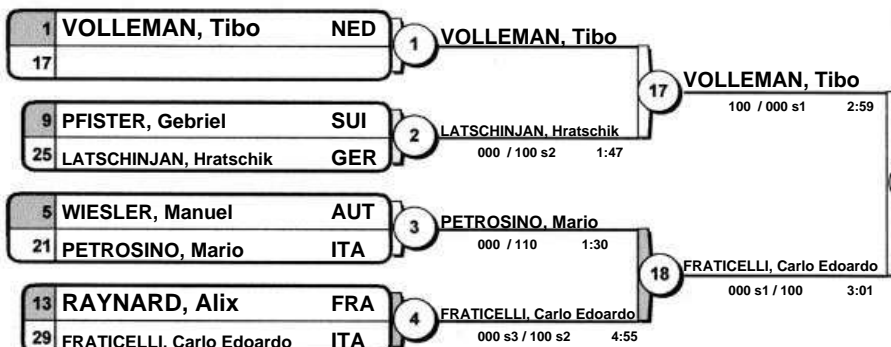 1 VOLLEMAN, Tibo NED
17
1 VOLLEMAN, Tibo
9 PFISTER, Gebriel SUI
25 LATSCHINJAN, Hratschik GER
2 LATSCHINJAN, Hratschik
000 / 100 s2 1:47
17 VOLLEMAN, Tibo
100 / 000 s1 2:59
5 WIESLER, Manuel AUT
21 PETROSINO, Mario ITA
3 PETROSINO, Mario
000 / 110 1:30
13 RAYNARD, Alix FRA
29 FRATICELLI, Carlo Edoardo ITA
4 FRATICELLI, Carlo Edoardo
000 s3 / 100 s2 4:55
18 FRATICELLI, Carlo Edoardo
000 s1 / 100 3:01